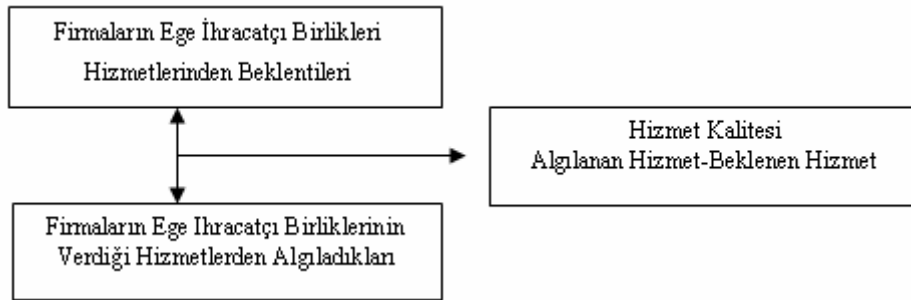 Firmaların Ege İhracatçı Birlikleri
Hizmetlerinden Beklentileri
Hizmet Kalitesi
Algılanan Hizmet-Beklenen Hizmet
Firmaların Ege Ihracatçı Birliklerinin
Verdiği Hizmetlerden Algıladıkları